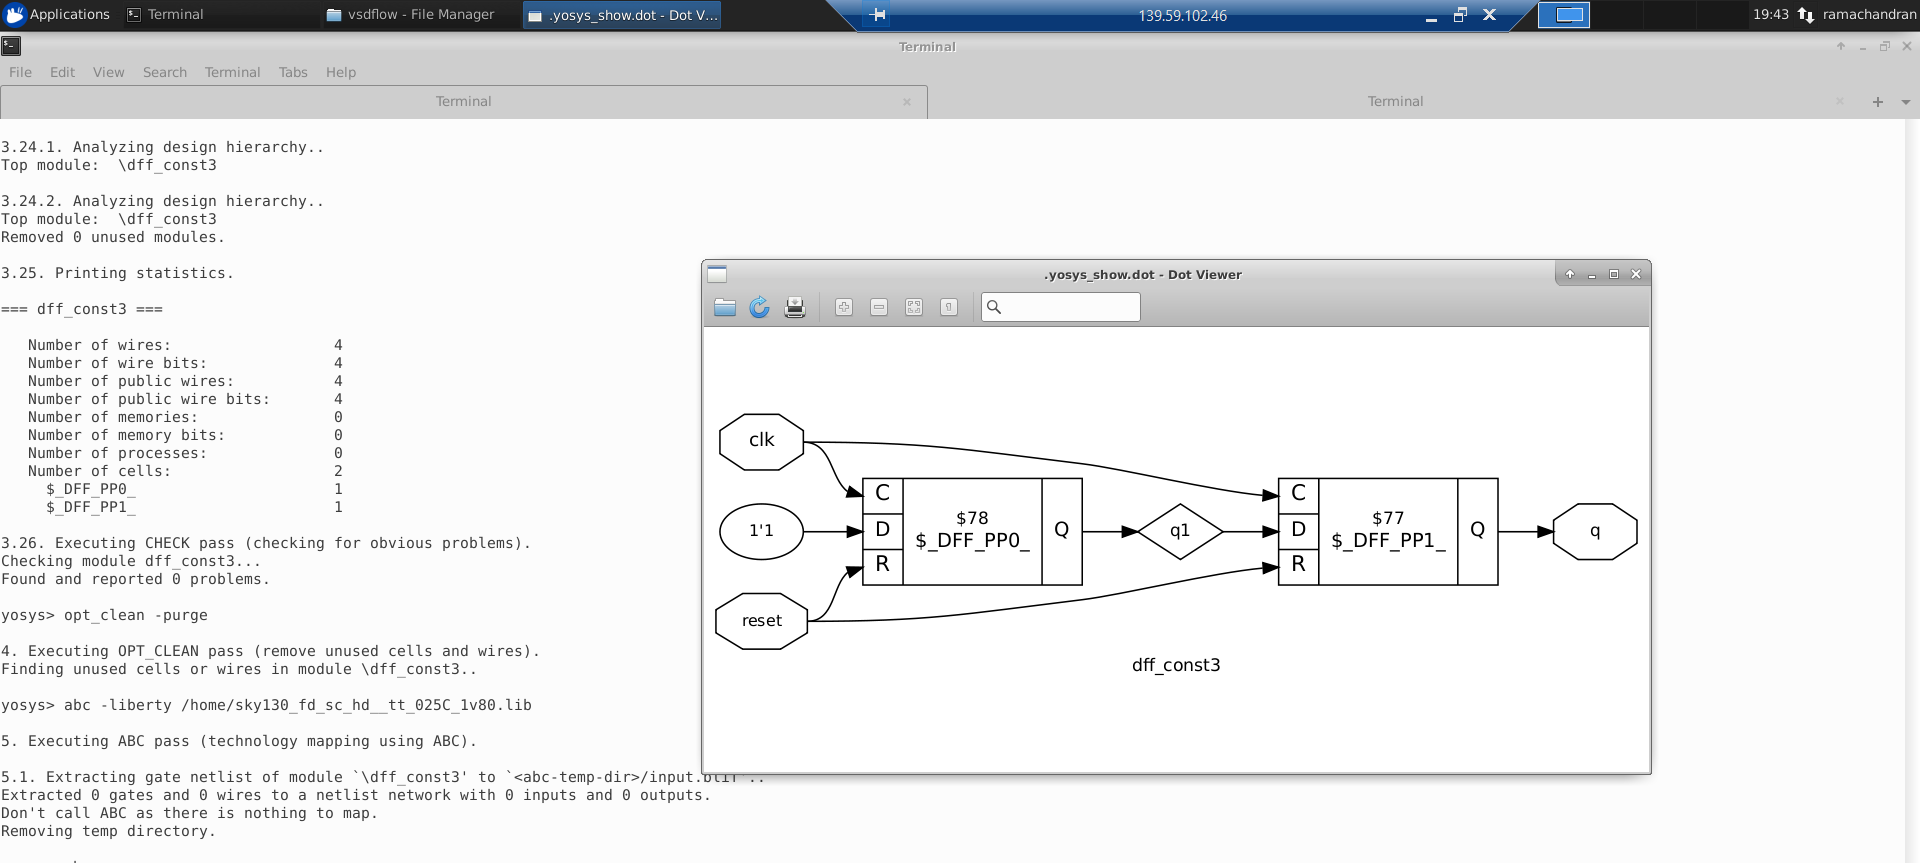 Applications
Terminal
vsdflow - File Manager
.yosys_show.dot - Dot V...
139.59.102.46
19:43
ramachandran
Terminal
File Edit View Search Terminal Tabs Help
Terminal
Terminal
3.24.1. Analyzing design hierarchy..
Top module:  \dff_const3
3.24.2. Analyzing design hierarchy..
Top module:  \dff_const3
Removed 0 unused modules.
3.25. Printing statistics.
=== dff_const3 ===
Number of wires: 4
Number of wire bits: 4
Number of public wires: 4
Number of public wire bits: 4
Number of memories: 0
Number of memory bits: 0
Number of processes: 0
Number of cells: 2
$_DFF_PP0_ 1
$_DFF_PP1_ 1
3.26. Executing CHECK pass (checking for obvious problems).
Checking module dff_const3...
Found and reported 0 problems.
yosys> opt_clean -purge
4. Executing OPT_CLEAN pass (remove unused cells and wires).
Finding unused cells or wires in module \dff_const3..
yosys> abc -liberty /home/sky130_fd_sc_hd__tt_025C_1v80.lib
5. Executing ABC pass (technology mapping using ABC).
5.1. Extracting gate netlist of module `\dff_const3' to `<abc-temp-dir>/input.blif'..
Extracted 0 gates and 0 wires to a netlist network with 0 inputs and 0 outputs.
Don't call ABC as there is nothing to map.
Removing temp directory.
.yosys_show.dot - Dot Viewer
clk
1'1
reset
C
D
R
$78
$_DFF_PP0_
Q
q1
C
D
R
$77
$_DFF_PP1_
Q
q
dff_const3